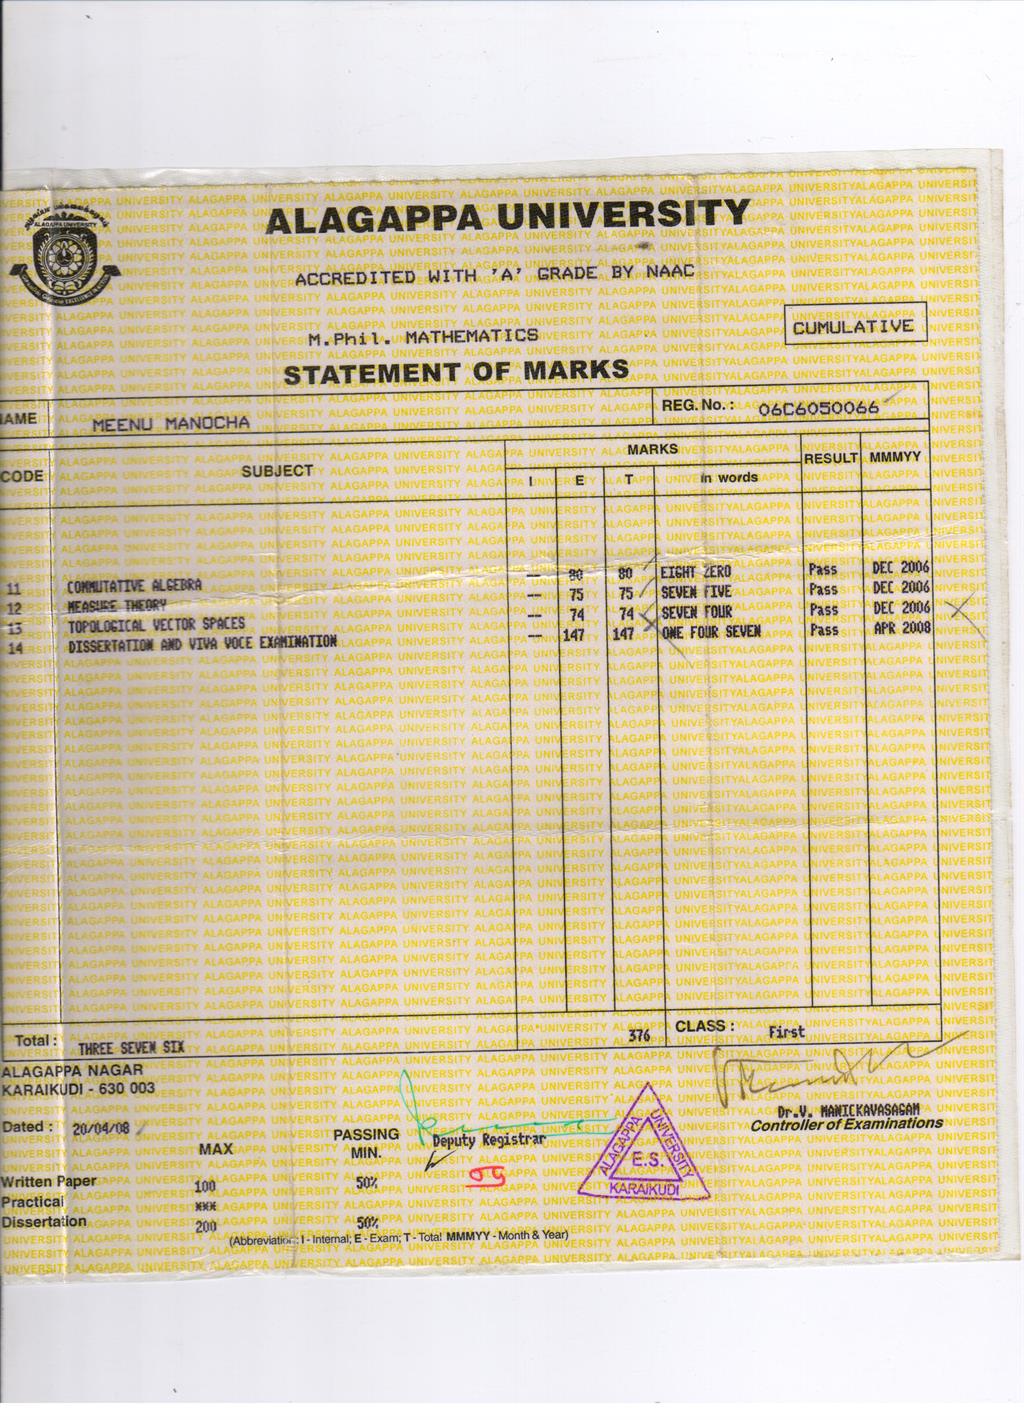 ALAGAPPA UNIVERSITY
ALAGAPPA UNIVERSITY
ACCREDITED WITH 'A' GRADE BY NAAC
M.Phil. MATHEMATICS
CUMULATIVE
STATEMENT OF MARKS
NAME MEENU MANOCHA REG. No. : 06C6050066
CODE SUBJECT MARKS RESULT MMMYY
I E T in words
11 COMMUTATIVE ALGEBRA -- 80 80 EIGHT ZERO Pass DEC 2006
12 MEASURE THEORY -- 75 75 SEVEN FIVE Pass DEC 2006
13 TOPOLOGICAL VECTOR SPACES -- 74 74 SEVEN FOUR Pass DEC 2006
14 DISSERTATION AND VIVA VOCE EXAMINATION -- 147 147 ONE FOUR SEVEN Pass APR 2008
Total : THREE SEVEN SIX 376 CLASS : First
ALAGAPPA NAGAR
KARAIKUDI - 630 003
Dr.V. MANICKAVASAGAM
Controller of Examinations
Dated : 20/04/08
Deputy Registrar
ALAGAPPA UNIVERSITY
E.S.
KARAIKUDI
MAX PASSING MIN.
Written Paper 100 50%
Practical ***
Dissertation 200 50%
(Abbreviation: I - Internal; E - Exam; T - Total MMMYY - Month & Year)